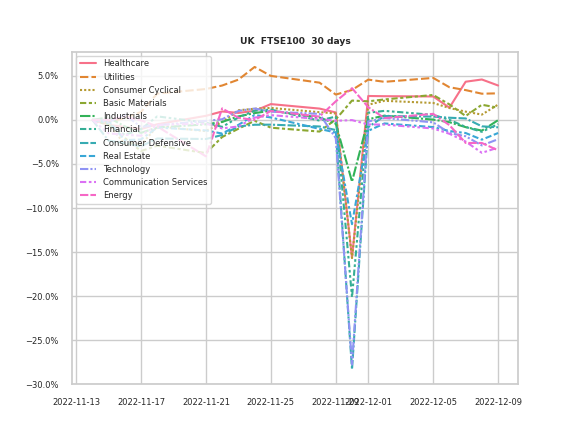 UK  FTSE100  30 days
Healthcare
Utilities
Consumer Cyclical
Basic Materials
Industrials
Financial
Consumer Defensive
Real Estate
Technology
Communication Services
Energy
5.0%
0.0%
−5.0%
−10.0%
−15.0%
−20.0%
−25.0%
−30.0%
2022-11-13 2022-11-17 2022-11-21 2022-11-25 2022-11-29 2022-12-01 2022-12-05 2022-12-09